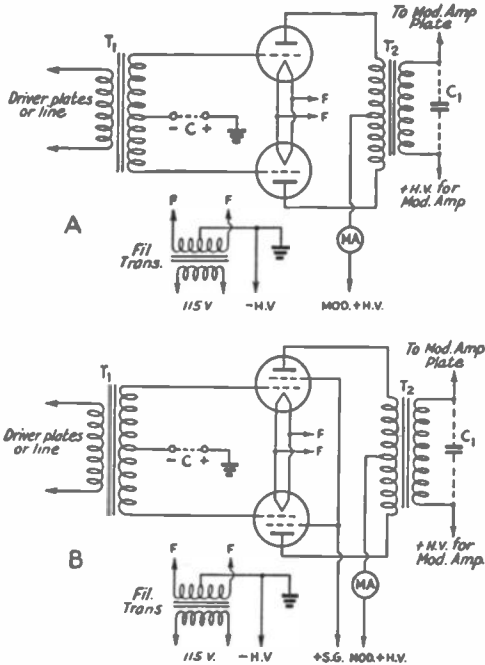 To Mod. Amp
Plate
T1
T2
C1
Driver plates
or line
- C +
F
F
+ H.V. for
Mod. Amp
A
F
F
Fil
Trans.
115 V
-H.V
MA
MOD. + H.V.
To Mod. Amp
Plate
T1
T2
C1
Driver plates
or line
- C +
F
F
+ H.V. for
Mod. Amp.
B
F
F
Fil.
Trans
115 V.
-H.V
MA
+S.G. MOD. + H.V.